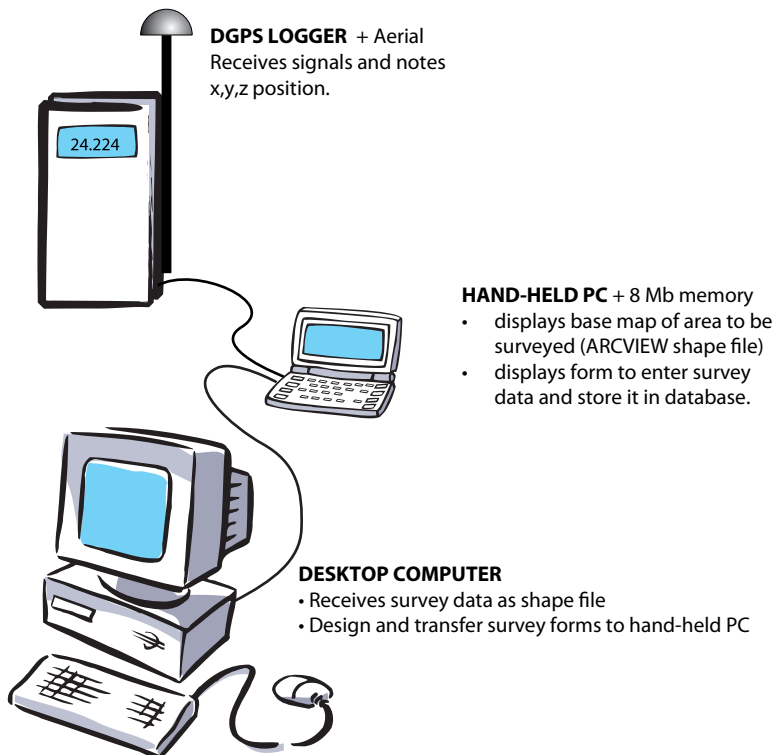 DGPS LOGGER + Aerial
Receives signals and notes
x,y,z position.
24.224
HAND-HELD PC + 8 Mb memory
• displays base map of area to be
surveyed (ARCVIEW shape file)
• displays form to enter survey
data and store it in database.
DESKTOP COMPUTER
• Receives survey data as shape file
• Design and transfer survey forms to hand-held PC